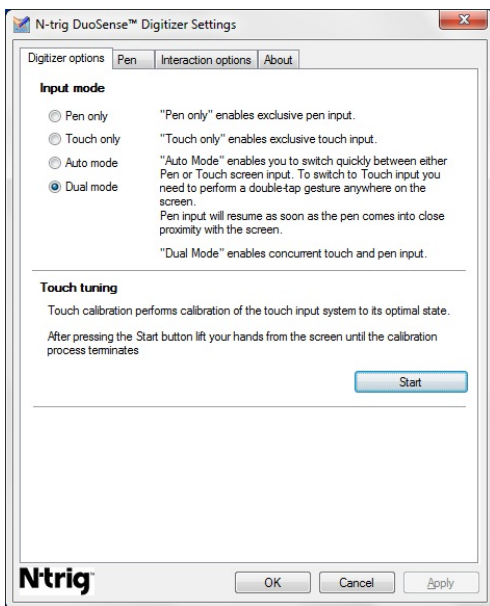 N-trig DuoSense™ Digitizer Settings
Digitizer options Pen Interaction options About
Input mode
Pen only "Pen only" enables exclusive pen input.
Touch only "Touch only" enables exclusive touch input.
Auto mode "Auto Mode" enables you to switch quickly between either
Pen or Touch screen input. To switch to Touch input you
Dual mode need to perform a double-tap gesture anywhere on the
screen.
Pen input will resume as soon as the pen comes into close
proximity with the screen.
"Dual Mode" enables concurrent touch and pen input.
Touch tuning
Touch calibration performs calibration of the touch input system to its optimal state.
After pressing the Start button lift your hands from the screen until the calibration
process terminates
Start
N-trig™
OK Cancel Apply